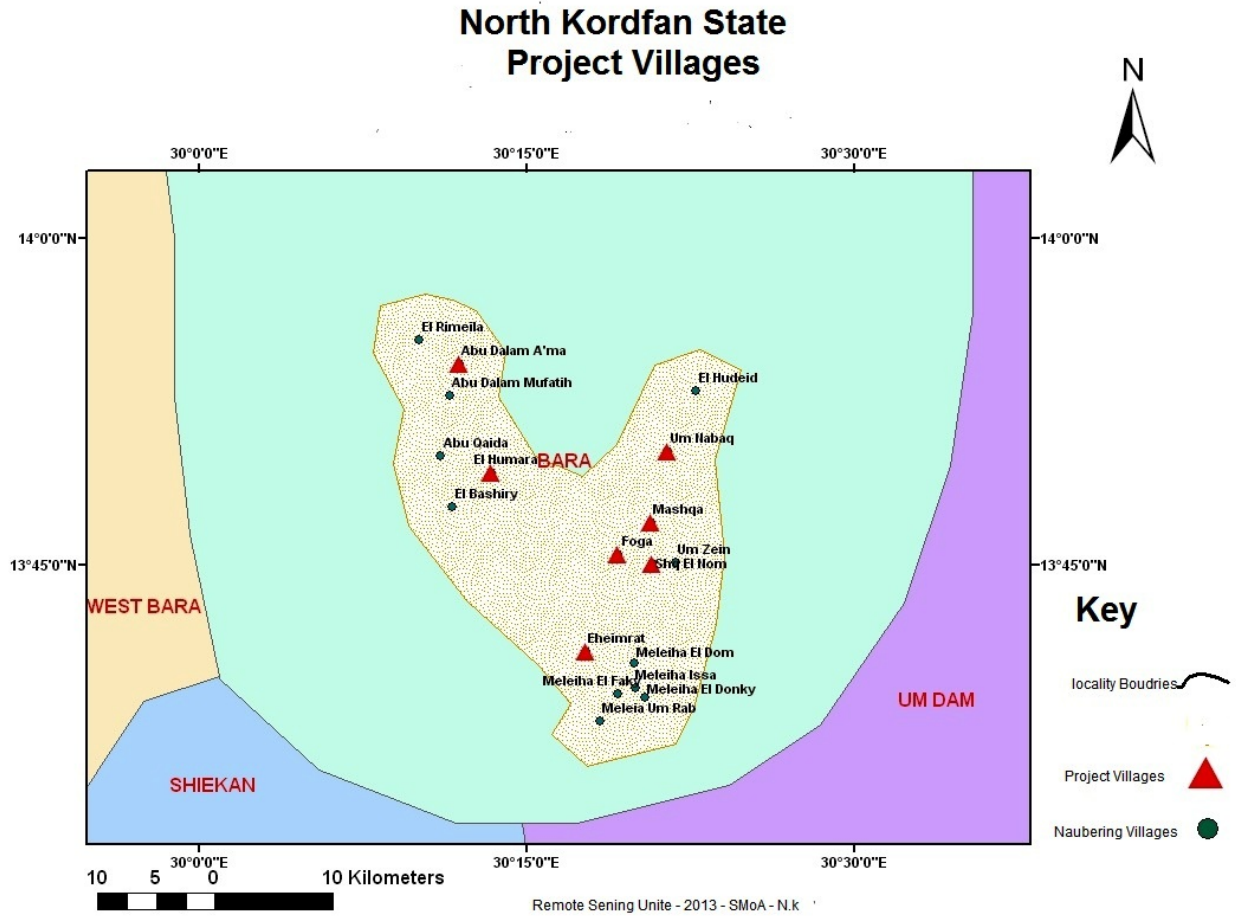 North Kordfan State
Project Villages
N
30°0'0"E
30°15'0"E
30°30'0"E
14°0'0"N
14°0'0"N
El Rimeila
Abu Dalam A'ma
Abu Dalam Mufatih
El Hudeid
Abu Qaida
Um Nabaq
El Humara
BARA
El Bashiry
Mashqa
Foga
Um Zein
Shq El Nom
13°45'0"N
13°45'0"N
WEST BARA
Key
Eheimrat
Meleiha El Dom
Meleiha Issa
Meleiha El Faky
Meleiha El Donky
Meleia Um Rab
locality Boudries
UM DAM
SHIEKAN
Project Villages
Naubering Villages
30°0'0"E
30°15'0"E
30°30'0"E
10 5 0 10 Kilometers
Remote Sening Unite - 2013 - SMoA - N.k